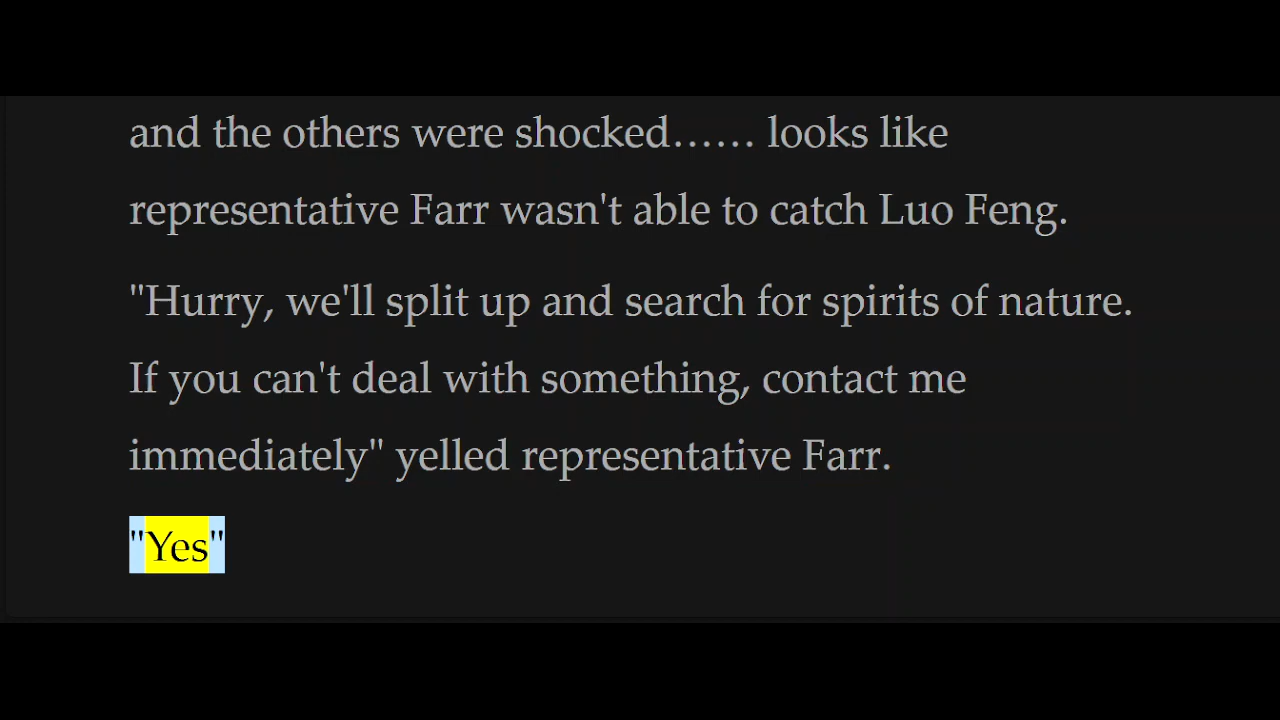 and the others were shocked…… looks like
representative Farr wasn't able to catch Luo Feng.
"Hurry, we'll split up and search for spirits of nature.
If you can't deal with something, contact me
immediately" yelled representative Farr.
"Yes"